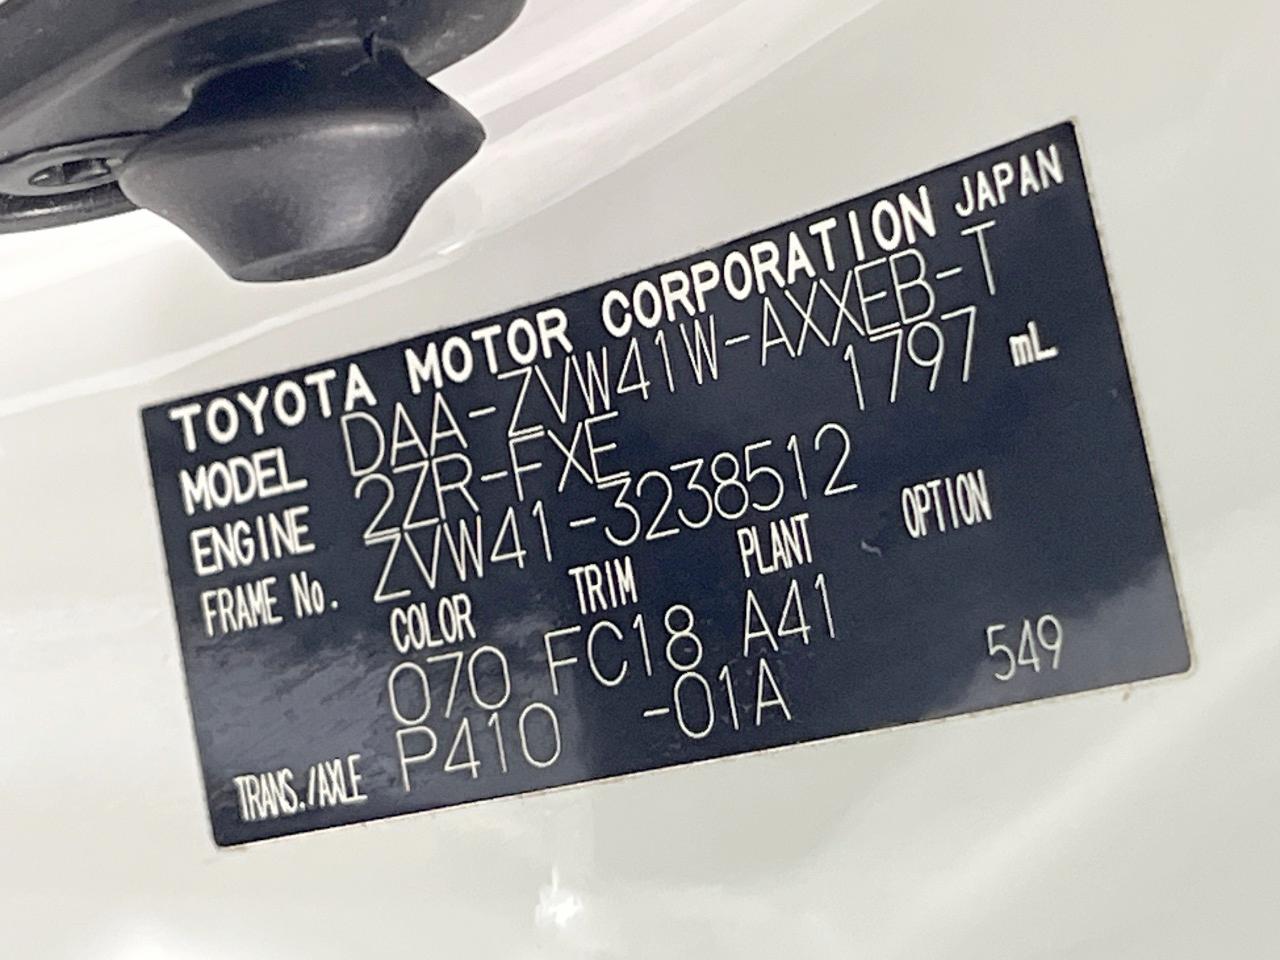 TOYOTA MOTOR CORPORATION JAPAN
MODEL DAA-ZVW41W-AXXEB-T
ENGINE 2ZR-FXE 1797 mL
FRAME No. ZVW41-3238512
COLOR TRIM PLANT OPTION
070 FC18 A41
TRANS./AXLE P410 -01A 549